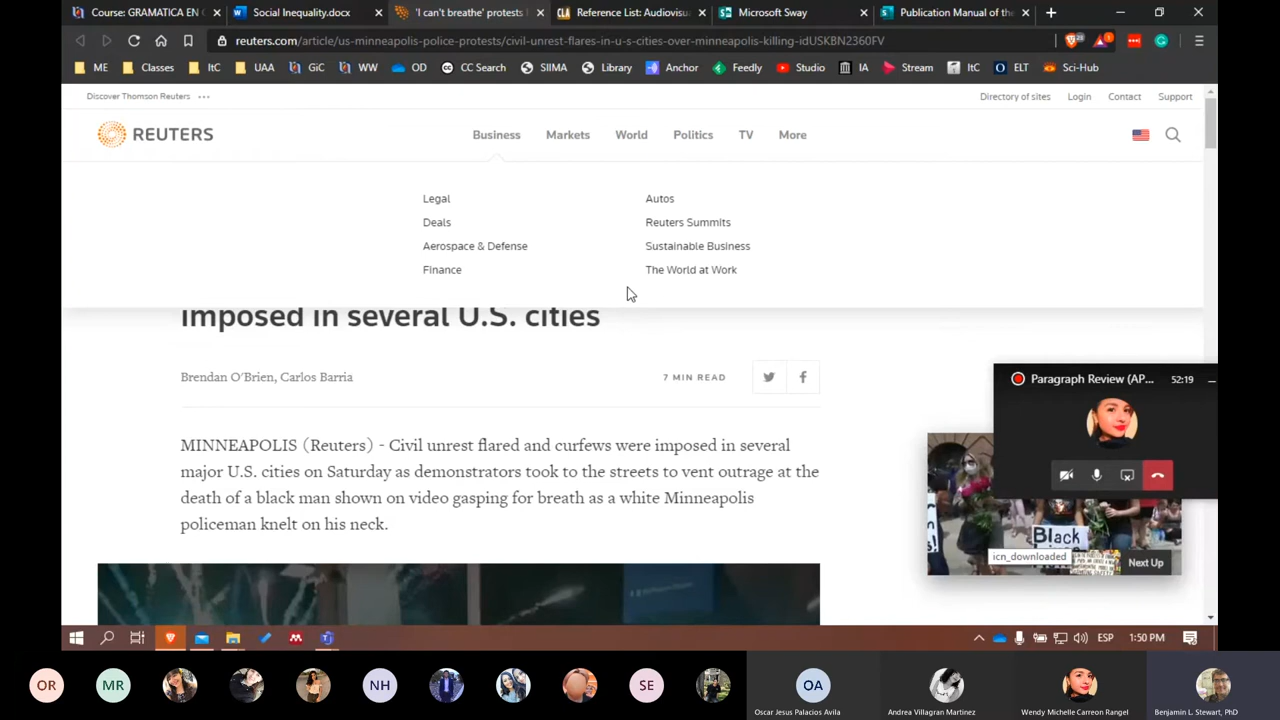 Course: GRAMATICA EN C
Social Inequality.docx
'I can't breathe' protests
Reference List: Audiovisu
Microsoft Sway
Publication Manual of the
reuters.com/article/us-minneapolis-police-protests/civil-unrest-flares-in-u-s-cities-over-minneapolis-killing-idUSKBN2360FV
ME Classes ItC UAA GiC WW OD CC Search SIIMA Library Anchor Feedly Studio IA Stream ItC ELT Sci-Hub
Discover Thomson Reuters
Directory of sites Login Contact Support
REUTERS
Business Markets World Politics TV More
Legal
Deals
Aerospace & Defense
Finance
Autos
Reuters Summits
Sustainable Business
The World at Work
imposed in several U.S. cities
Brendan O'Brien, Carlos Barria
7 MIN READ
MINNEAPOLIS (Reuters) - Civil unrest flared and curfews were imposed in several
major U.S. cities on Saturday as demonstrators took to the streets to vent outrage at the
death of a black man shown on video gasping for breath as a white Minneapolis
policeman knelt on his neck.
Paragraph Review (AP... 52:19
Black
icn_downloaded
Next Up
ESP 1:50 PM
OR MR NH SE OA
Oscar Jesus Palacios Avila
Andrea Villagran Martinez
Wendy Michelle Carreon Rangel
Benjamin L. Stewart, PhD